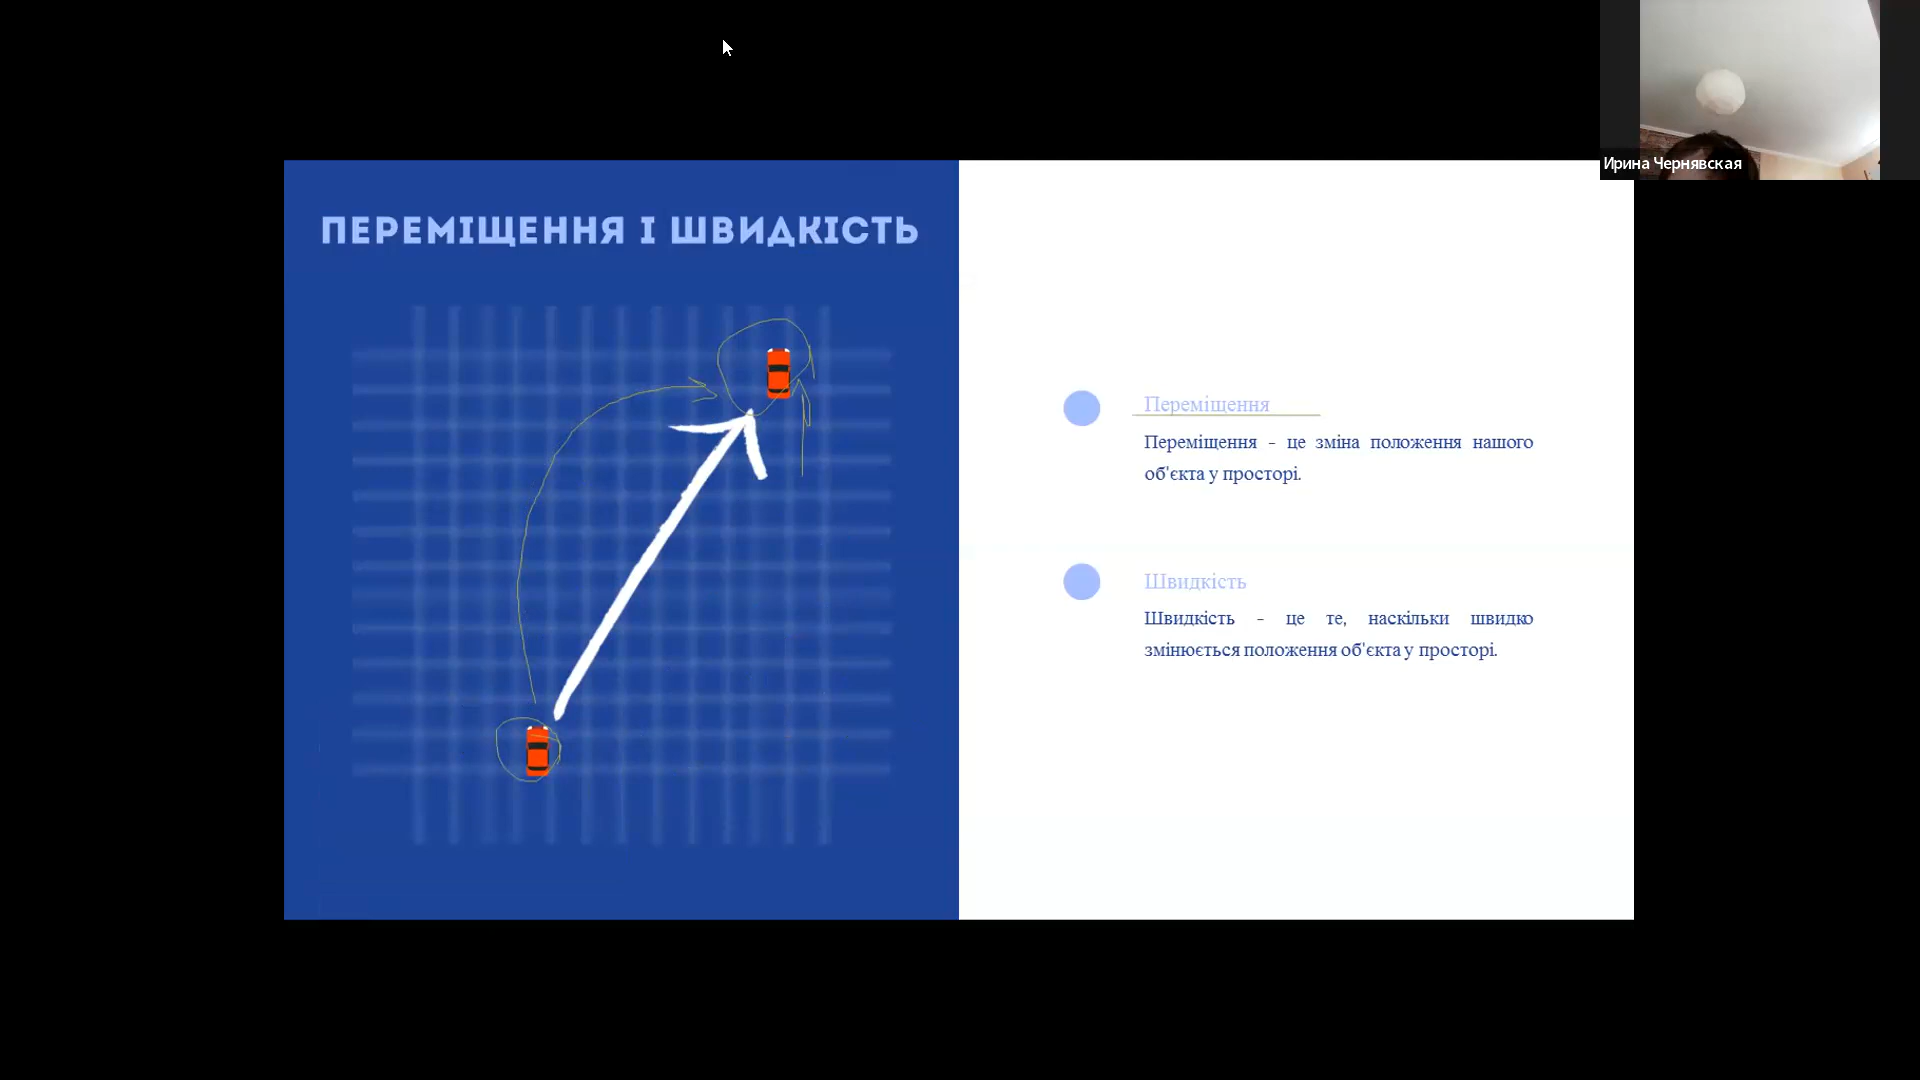 Ирина Чернявская
ПЕРЕМІЩЕННЯ І ШВИДКІСТЬ
Переміщення
Переміщення - це зміна положення нашого
об'єкта у просторі.
Швидкість
Швидкість - це те, наскільки швидко
змінюється положення об'єкта у просторі.